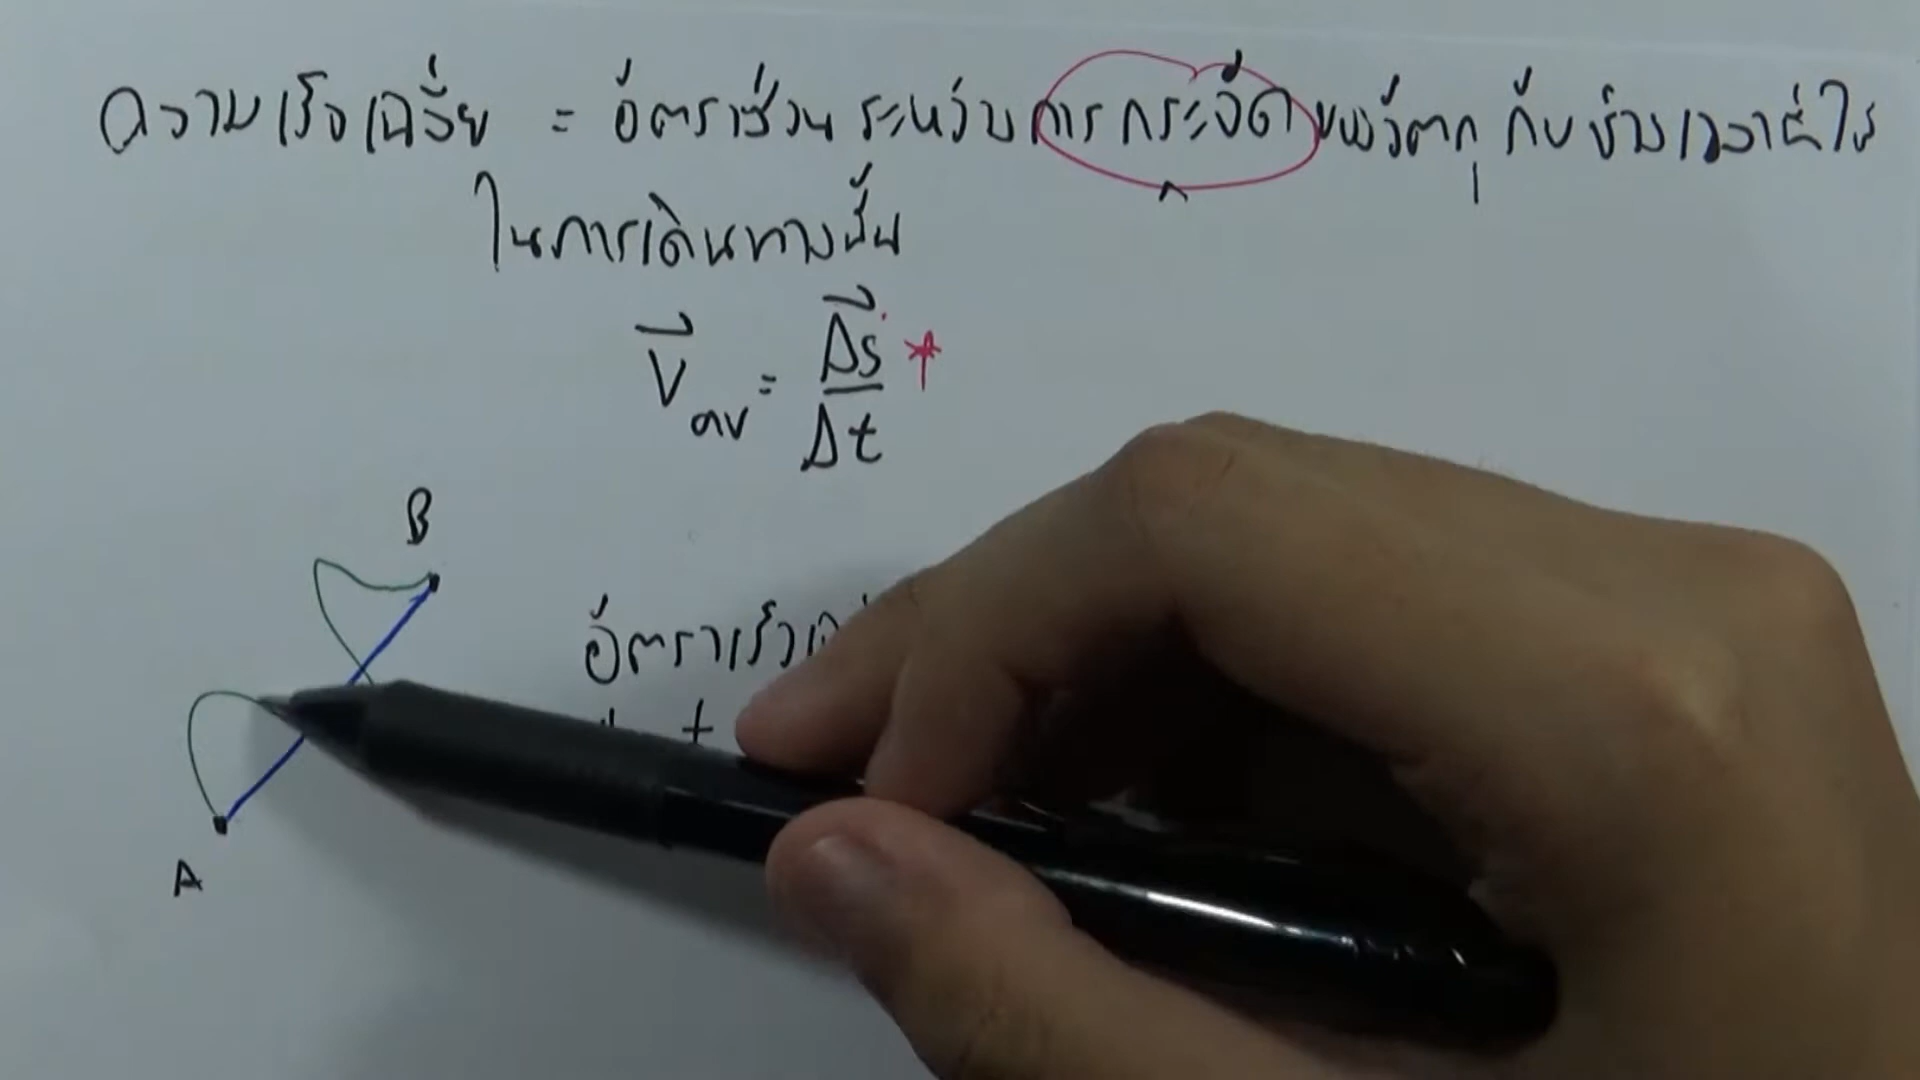 ความเร็วเฉลี่ย = อัตราส่วนระหว่างการกระจัดของวัตถุ กับช่วงเวลาที่ใช้
ในการเดินทางนั้น
V av = Δs / Δt *
B
อัตราเร็ว
+
A